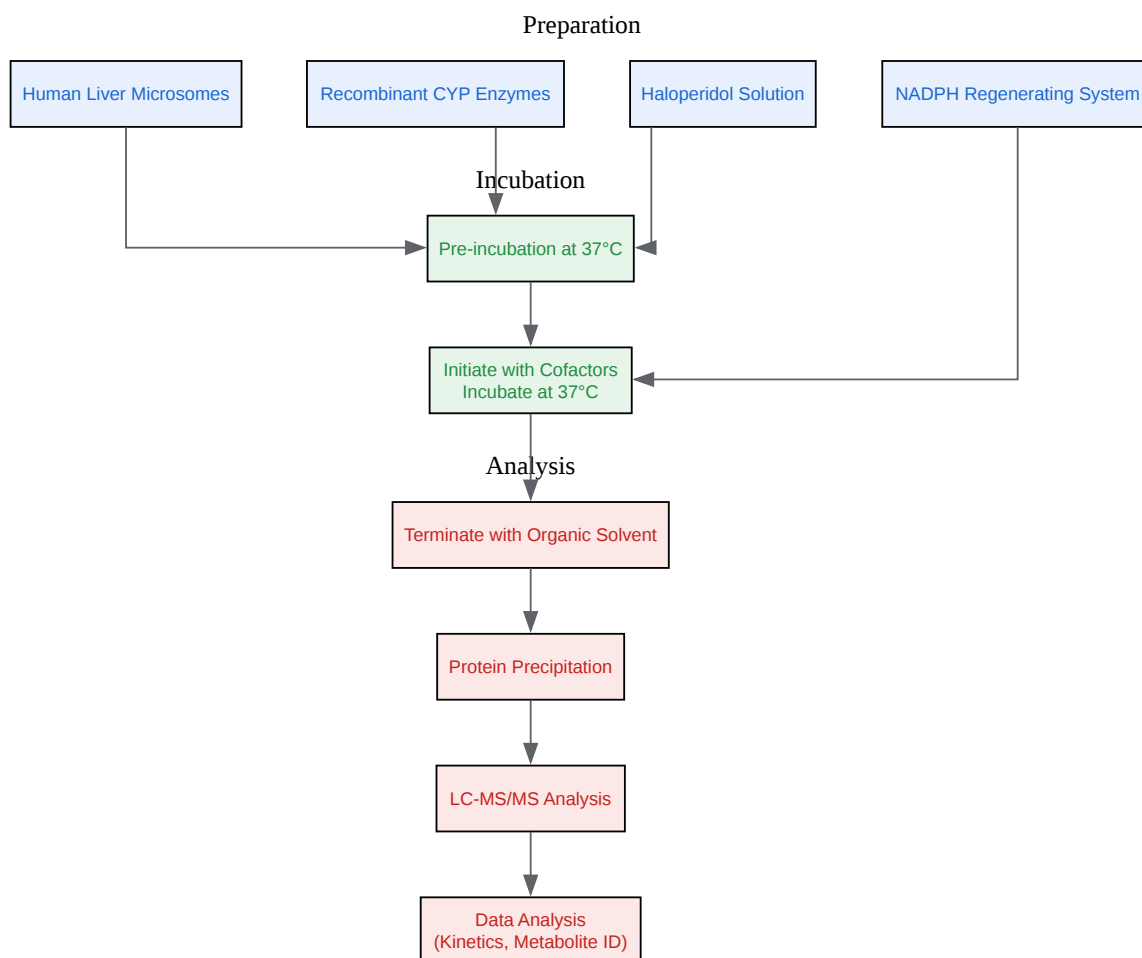 Preparation
Human Liver Microsomes
Recombinant CYP Enzymes
Haloperidol Solution
NADPH Regenerating System
Incubation
Pre-incubation at 37°C
Initiate with Cofactors
Incubate at 37°C
Analysis
Terminate with Organic Solvent
Protein Precipitation
LC-MS/MS Analysis
Data Analysis
(Kinetics, Metabolite ID)